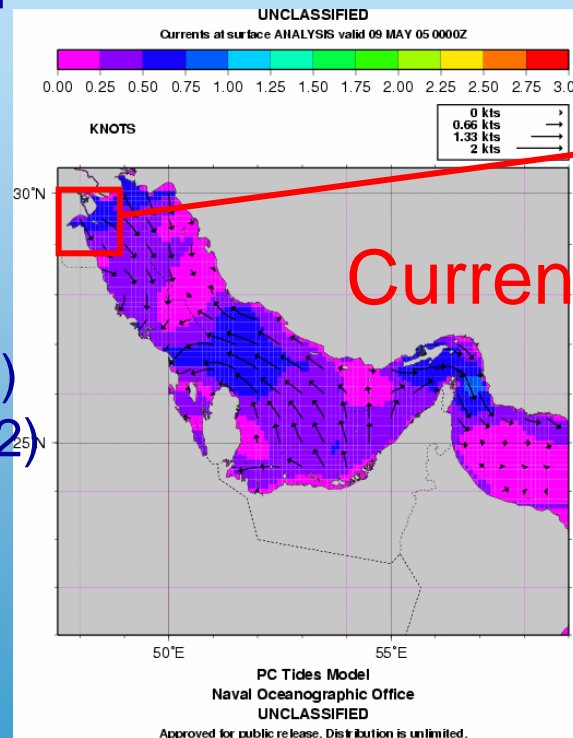 UNCLASSIFIED
Currents at surface ANALYSIS valid 09 MAY 05 0000Z
0.00 0.25 0.50 0.75 1.00 1.25 1.50 1.75 2.00 2.25 2.50 2.75 3.0
KNOTS
0 kts
0.66 kts
1.33 kts
2 kts
30°N
Curren
)
2)
25°N
50°E 55°E
PC Tides Model
Naval Oceanographic Office
UNCLASSIFIED
Approved for public release. Distribution is unlimited.